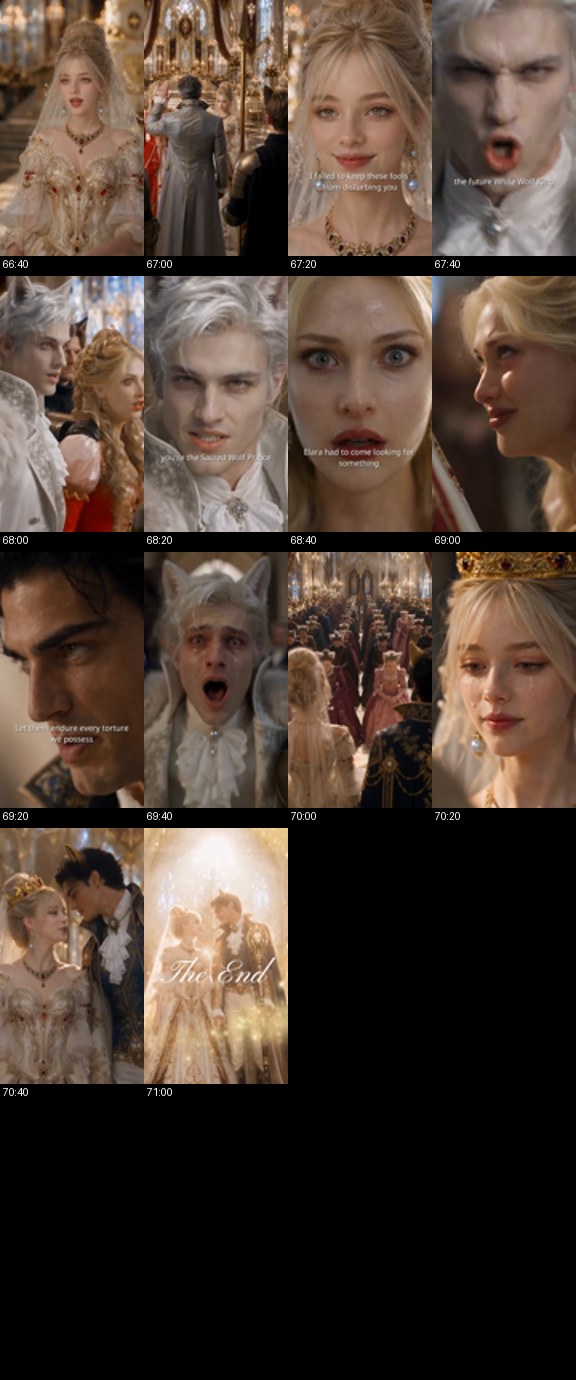 66:40
67:00
I failed to keep these fools
from disturbing you
67:20
the future White Wolf King
67:40
68:00
you're the Sacred Wolf Prince
68:20
Elara had to come looking for
something
68:40
69:00
Let them endure every torture
we possess
69:20
69:40
70:00
70:20
70:40
The End
71:00